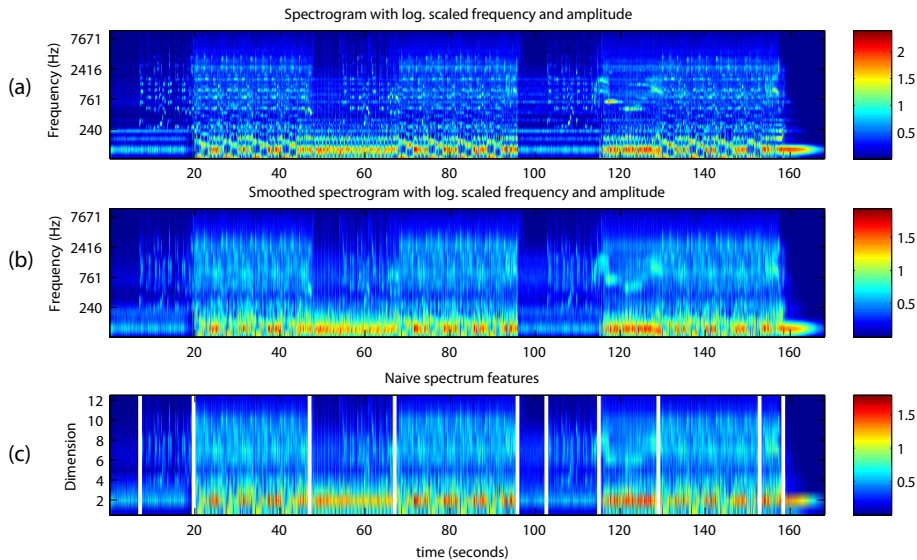 Spectrogram with log. scaled frequency and amplitude
(a)
Frequency (Hz)
7671
2416
761
240
20 40 60 80 100 120 140 160
2
1.5
1
0.5
Smoothed spectrogram with log. scaled frequency and amplitude
(b)
Frequency (Hz)
7671
2416
761
240
20 40 60 80 100 120 140 160
1.5
1
0.5
Naive spectrum features
(c)
Dimension
12
10
8
6
4
2
20 40 60 80 100 120 140 160
time (seconds)
1.5
1
0.5